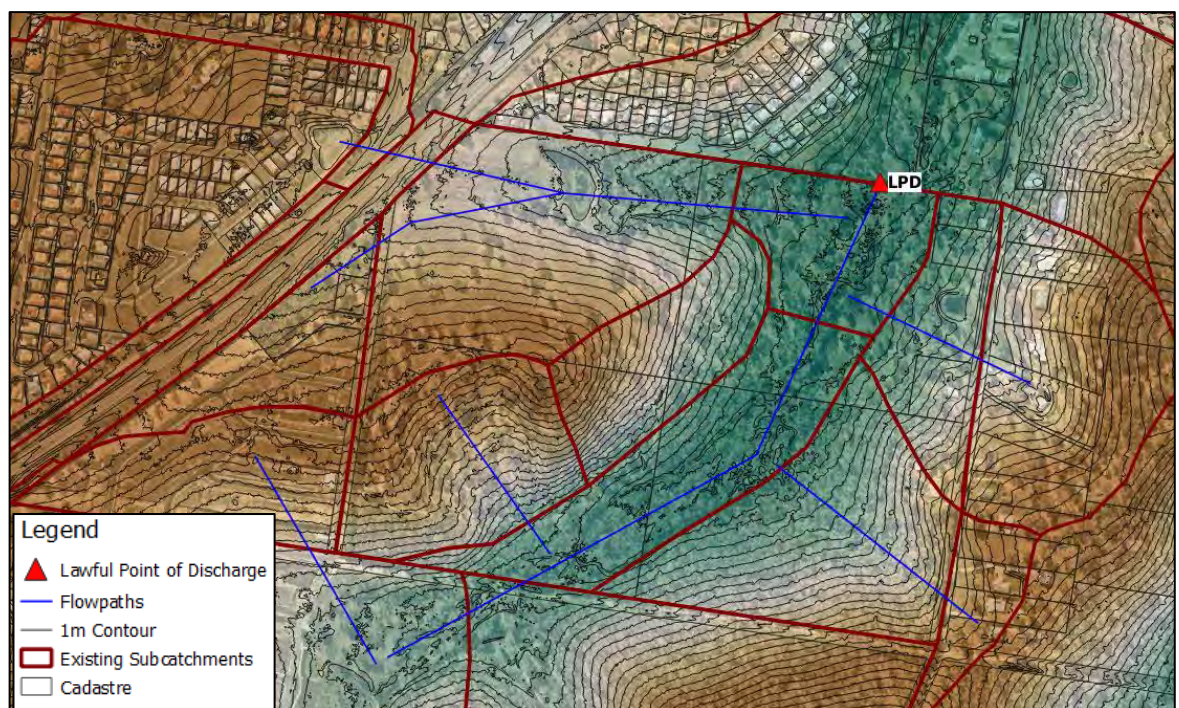 LPD
Legend
Lawful Point of Discharge
Flowpaths
1m Contour
Existing Subcatchments
Cadastre